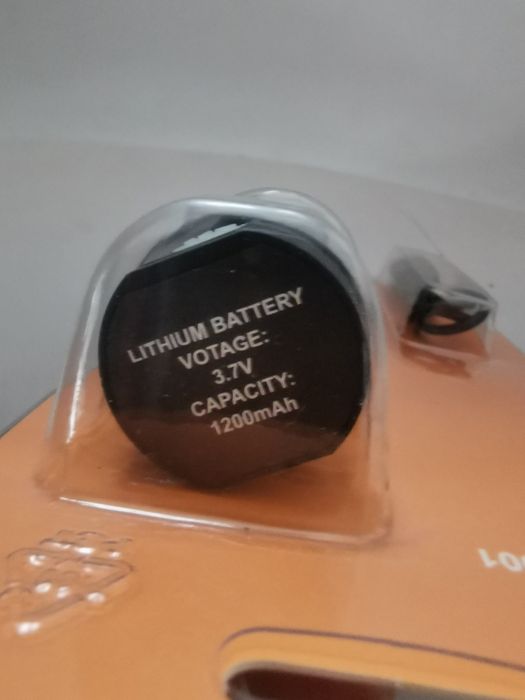 LITHIUM BATTERY
VOTAGE:
3.7V
CAPACITY:
1200mAh